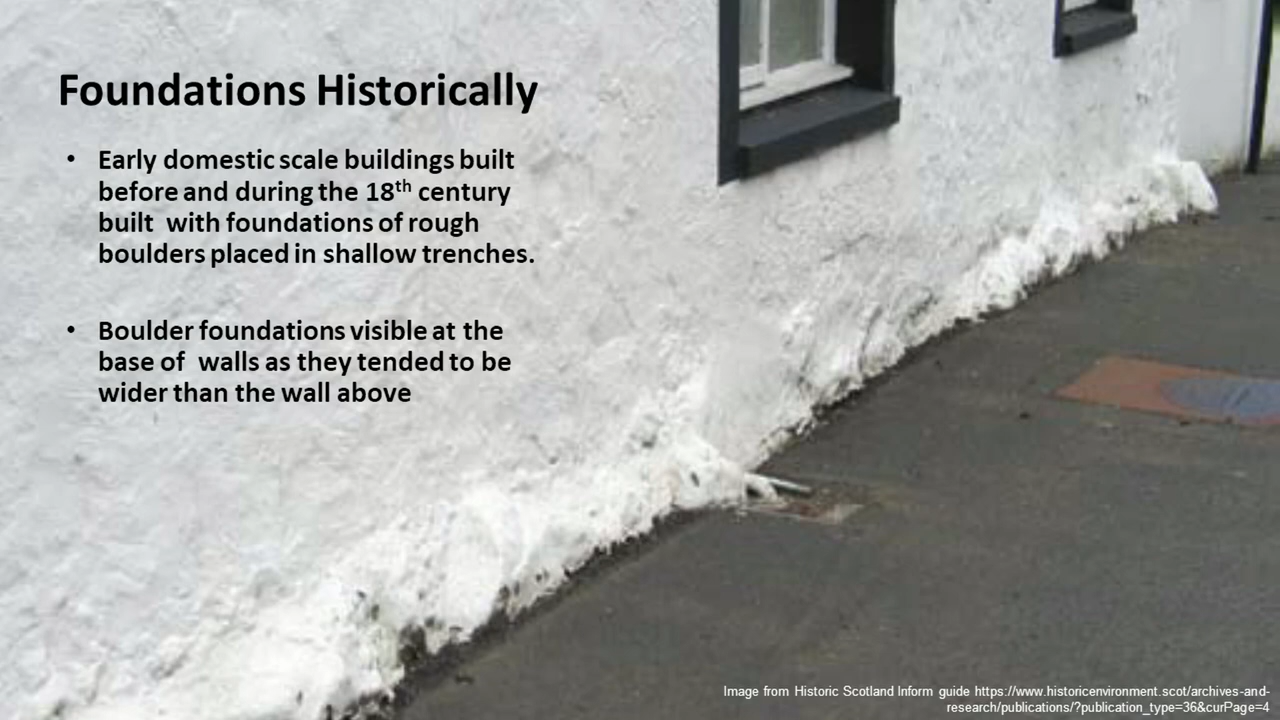 Foundations Historically
• Early domestic scale buildings built
before and during the 18th century
built with foundations of rough
boulders placed in shallow trenches.
• Boulder foundations visible at the
base of walls as they tended to be
wider than the wall above
Image from Historic Scotland Inform guide https://www.historicenvironment.scot/archives-and-
research/publications/?publication_type=36&curPage=4